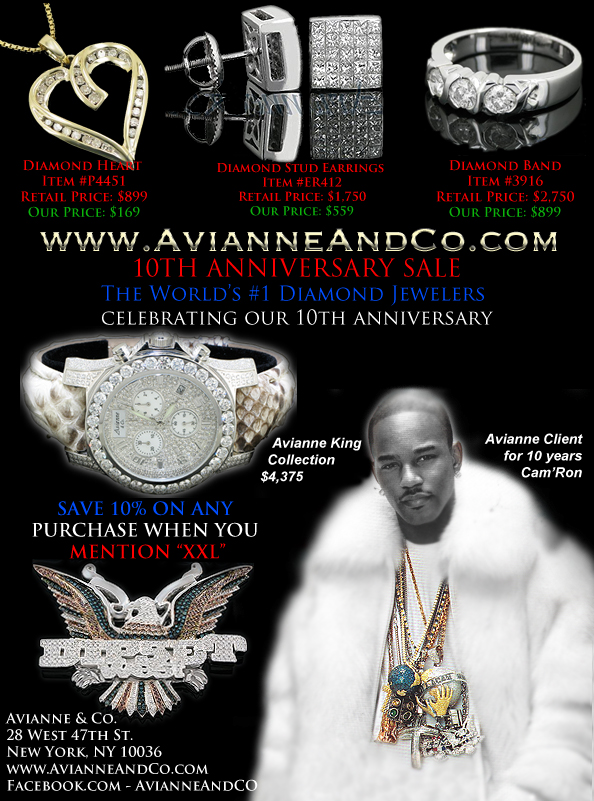 Diamond Heart
Item #P4451
Retail Price: $899
Our Price: $169
Diamond Stud Earrings
Item #ER412
Retail Price: $1,750
Our Price: $559
Diamond Band
Item #3916
Retail Price: $2,750
Our Price: $899
www.AvianneAndCo.com
10TH ANNIVERSARY SALE
The World's #1 Diamond Jewelers
CELEBRATING OUR 10TH ANNIVERSARY
Avianne
& Co.
Avianne King
Collection
$4,375
Avianne Client
for 10 years
Cam'Ron
SAVE 10% ON ANY
PURCHASE WHEN YOU
MENTION “XXL”
DIPSET
Avianne & Co.
28 West 47th St.
New York, NY 10036
www.AvianneAndCo.com
Facebook.com - AvianneAndCO